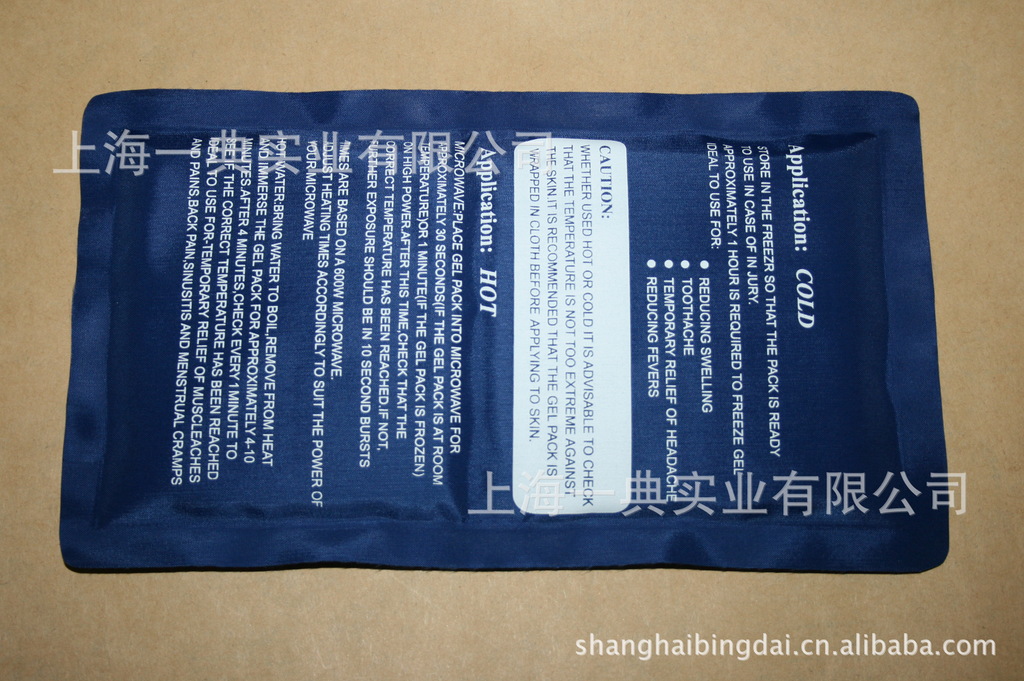 Application: COLD
STORE IN THE FREEZR SO THAT THE PACK IS READY
TO USE IN CASE OF IN JURY.
APPROXIMATELY 1 HOUR IS REQUIRED TO FREEZE GEL
IDEAL TO USE FOR:
● REDUCING SWELLING
● TOOTHACHE
● TEMPORARY RELIEF OF HEADACHE
● REDUCING FEVERS
CAUTION:
WHETHER USED HOT OR COLD IT IS ADVISABLE TO CHECK
THAT THE TEMPERATURE IS NOT TOO EXTREME AGAINST
THE SKIN.IT IS RECOMMENDED THAT THE GEL PACK IS
WRAPPED IN CLOTH BEFORE APPLYING TO SKIN.
Application: HOT
MICROWAVE:PLACE GEL PACK INTO MICROWAVE FOR
APPROXIMATELY 30 SECONDS(IF THE GEL PACK IS AT ROOM
TEMPERATURE)OR 1 MINUTE(IF THE GEL PACK IS FROZEN)
ON HIGH POWER.AFTER THIS TIME,CHECK THAT THE
CORRECT TEMPERATURE HAS BEEN REACHED.IF NOT,
FURTHER EXPOSURE SHOULD BE IN 10 SECOND BURSTS
TIMES ARE BASED ON A 600W MICROWAVE.
ADJUST HEATING TIMES ACCORDINGLY TO SUIT THE POWER OF
YOUR MICROWAVE
HOT WATER:BRING WATER TO BOIL,REMOVE FROM HEAT
AND IMMERSE THE GEL PACK FOR APPROXIMATELY 4-10
MINUTES.AFTER 4 MINUTES,CHECK EVERY 1 MINUTE TO
SEE IF THE CORRECT TEMPERATURE HAS BEEN REACHED
IDEAL TO USE FOR-TEMPORARY RELIEF OF MUSCLEACHES
AND PAINS,BACK PAIN,SINUSITIS AND MENSTRUAL CRAMPS
上海一典实业有限公司
上海一典实业有限公司
shanghaibingdai.cn.alibaba.com